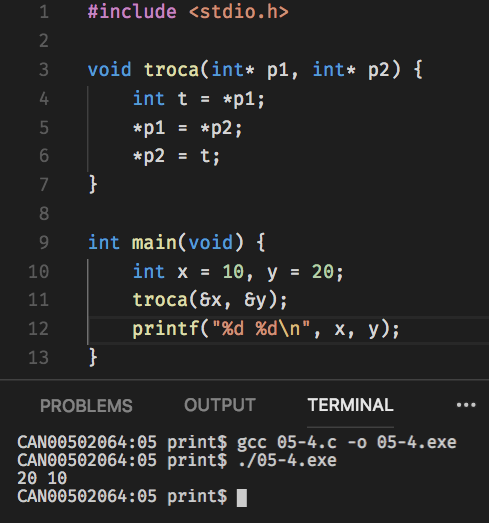 1 #include <stdio.h>
2
3 void troca(int* p1, int* p2) {
4     int t = *p1;
5     *p1 = *p2;
6     *p2 = t;
7 }
8
9 int main(void) {
10     int x = 10, y = 20;
11     troca(&x, &y);
12     printf("%d %d\n", x, y);
13 }
PROBLEMS OUTPUT TERMINAL ...
CAN00502064:05 print$ gcc 05-4.c -o 05-4.exe
CAN00502064:05 print$ ./05-4.exe
20 10
CAN00502064:05 print$